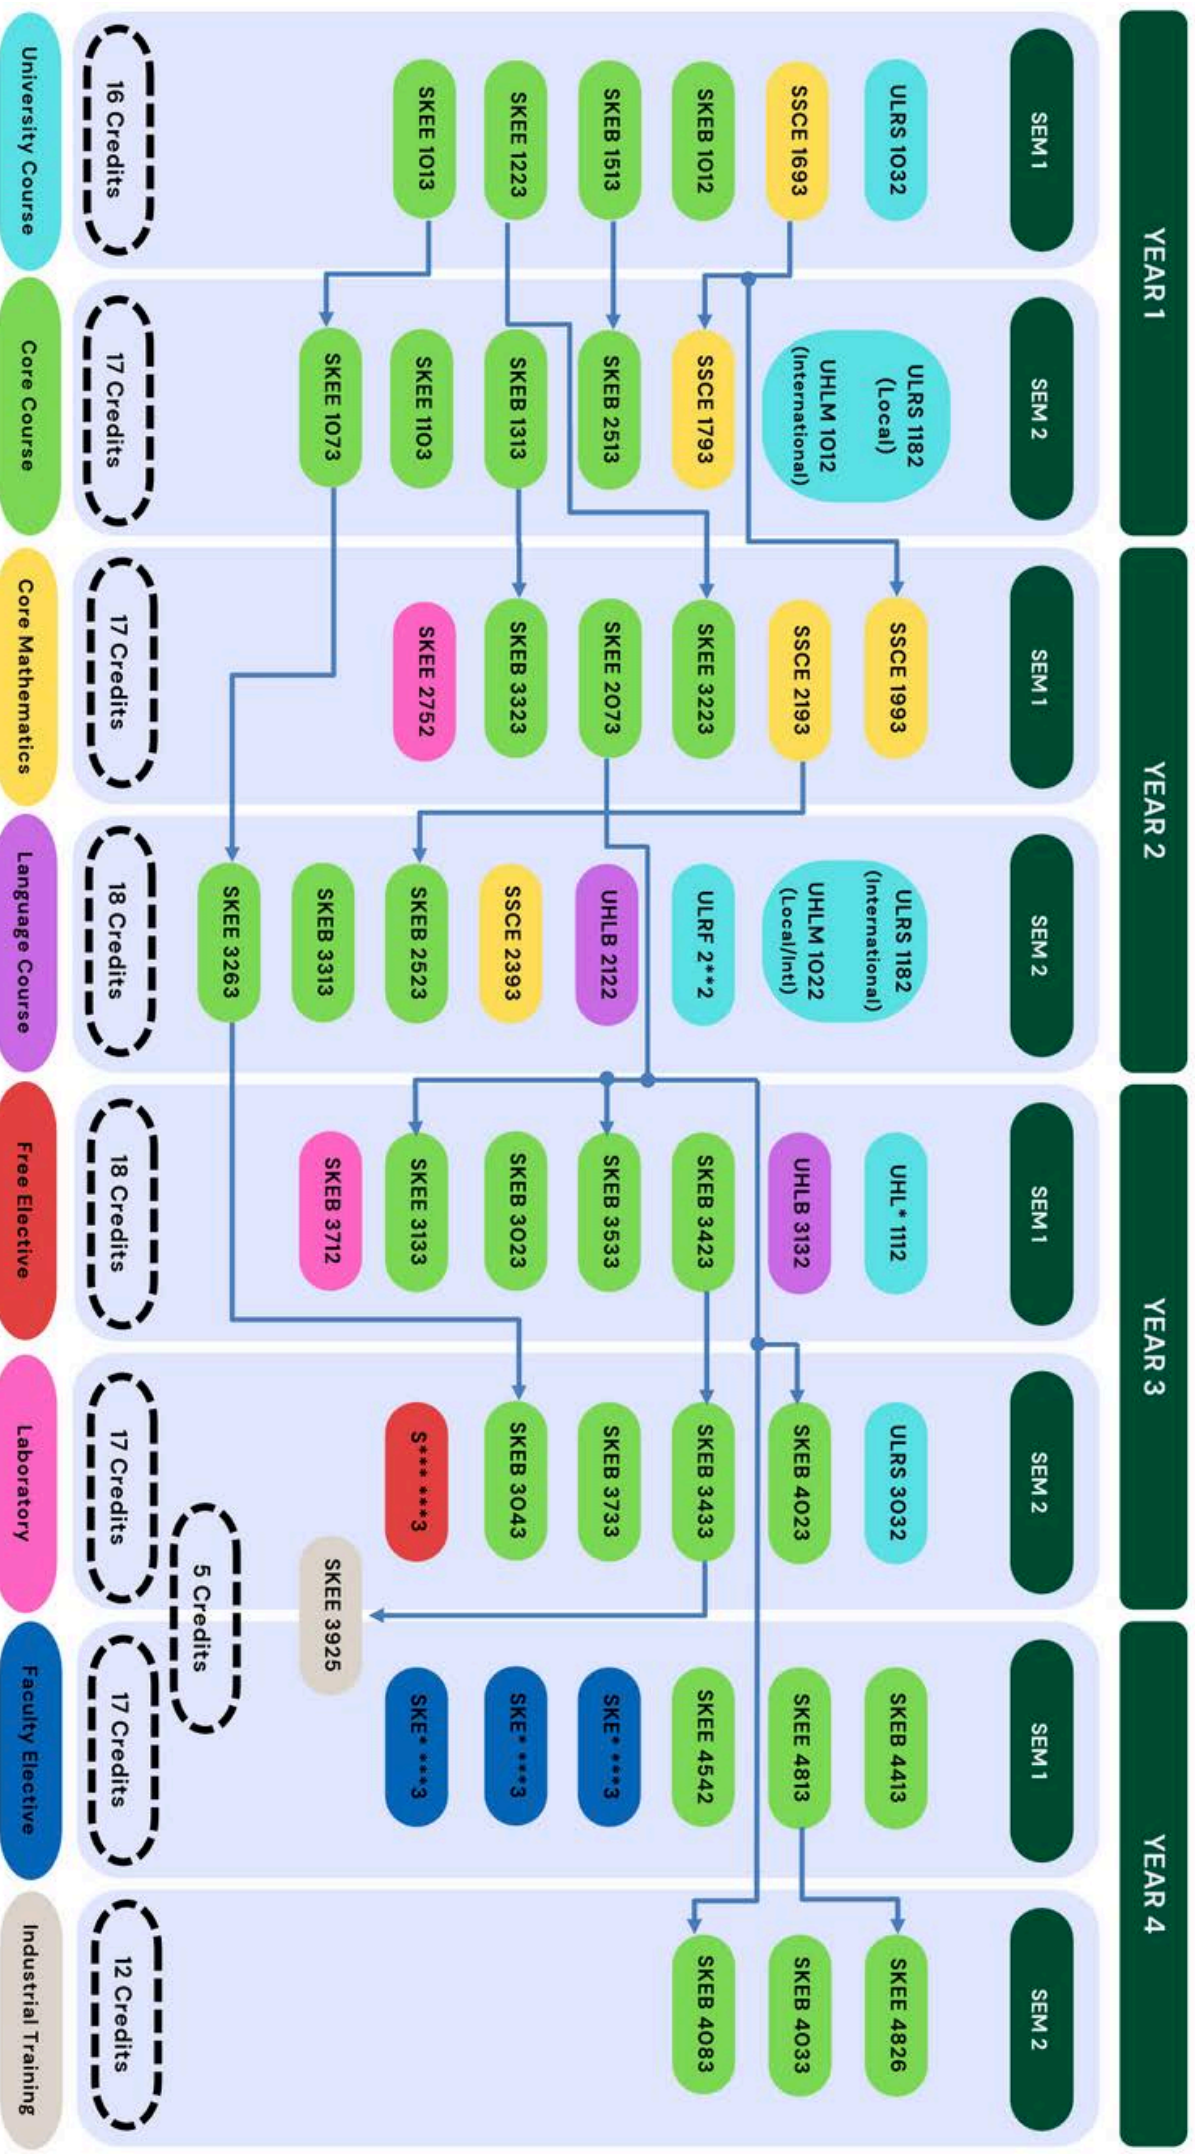 YEAR 1
YEAR 2
YEAR 3
YEAR 4
SEM 1
SEM 2
SEM 1
SEM 2
SEM 1
SEM 2
SEM 1
SEM 2
ULRS 1032
SSCE 1693
SKEB 1012
SKEB 1513
SKEE 1223
SKEE 1013
16 Credits
ULRS 1182
(Local)
UHLM 1012
(International)
SSCE 1793
SKEB 2513
SKEB 1313
SKEE 1103
SKEE 1073
17 Credits
SSCE 1993
SSCE 2193
SKEE 3223
SKEE 2073
SKEB 3323
SKEE 2752
17 Credits
ULRS 1182
(International)
UHLM 1022
(Local/Intl)
ULRF 2**2
UHLB 2122
SSCE 2393
SKEB 2523
SKEB 3313
SKEE 3263
18 Credits
UHL* 1112
UHLB 3132
SKEB 3423
SKEB 3533
SKEB 3023
SKEE 3133
SKEB 3712
18 Credits
ULRS 3032
SKEB 4023
SKEB 3433
SKEB 3733
SKEB 3043
S*** ***3
17 Credits
SKEE 3925
5 Credits
SKEB 4413
SKEE 4813
SKEE 4542
SKE* ***3
SKE* ***3
SKE* ***3
17 Credits
SKEE 4826
SKEB 4033
SKEB 4083
12 Credits
University Course
Core Course
Core Mathematics
Language Course
Free Elective
Laboratory
Faculty Elective
Industrial Training